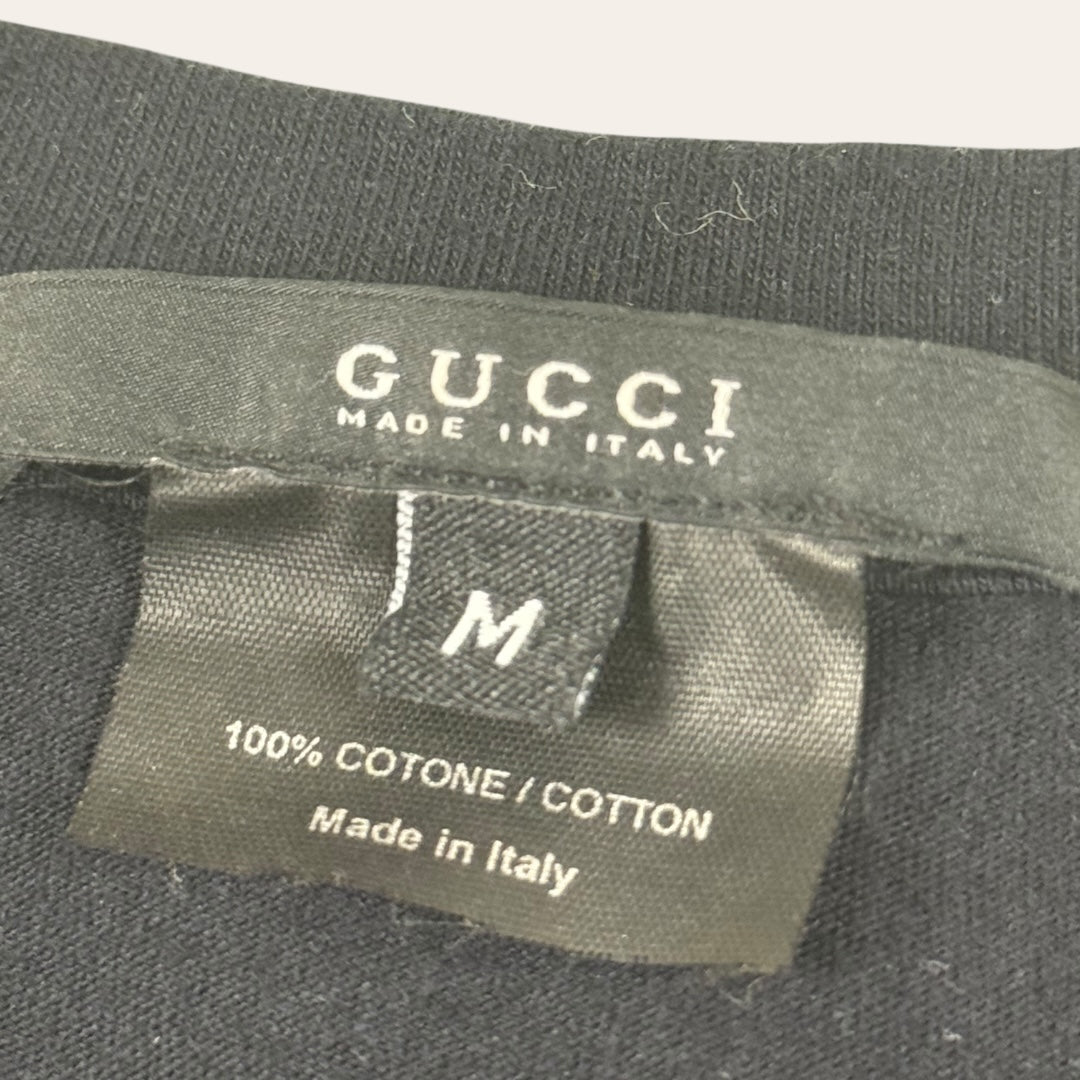 GUCCI
MADE IN ITALY
M
100% COTONE / COTTON
Made in Italy